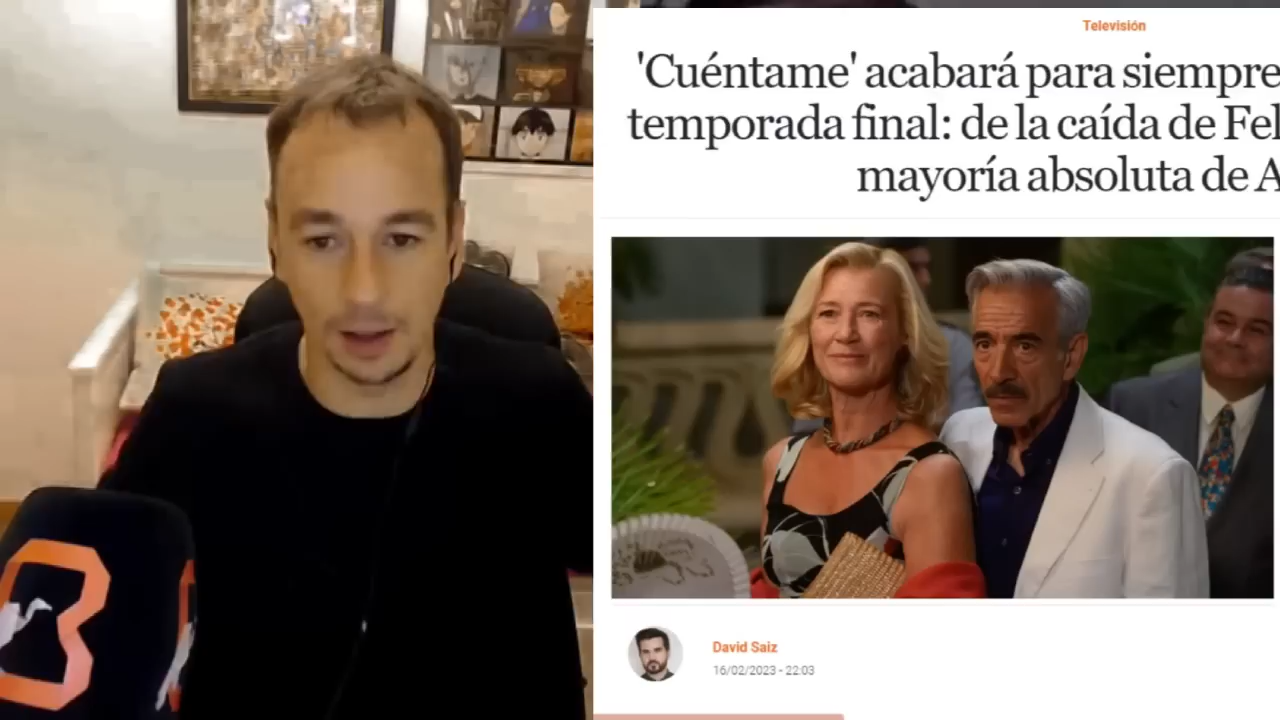 Televisión
'Cuéntame' acabará para siempre
temporada final: de la caída de Fel
mayoría absoluta de A
David Saiz
16/02/2023 - 22:03
B